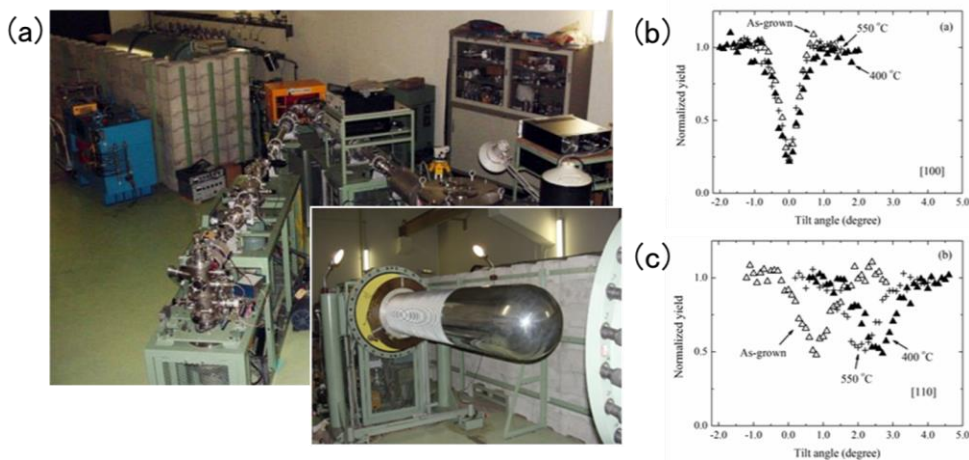 (a)
(b)
(a)
As-grown
550 °C
400 °C
[100]
Normalized yield
1.0
0.5
0.0
-2.0 -1.0 0.0 1.0 2.0 3.0 4.0 5.0
Tilt angle (degree)
(c)
(b)
As-grown
550 °C
400 °C
[110]
Normalized yield
1.0
0.5
0.0
-2.0 -1.0 0.0 1.0 2.0 3.0 4.0 5.0
Tilt angle (degree)